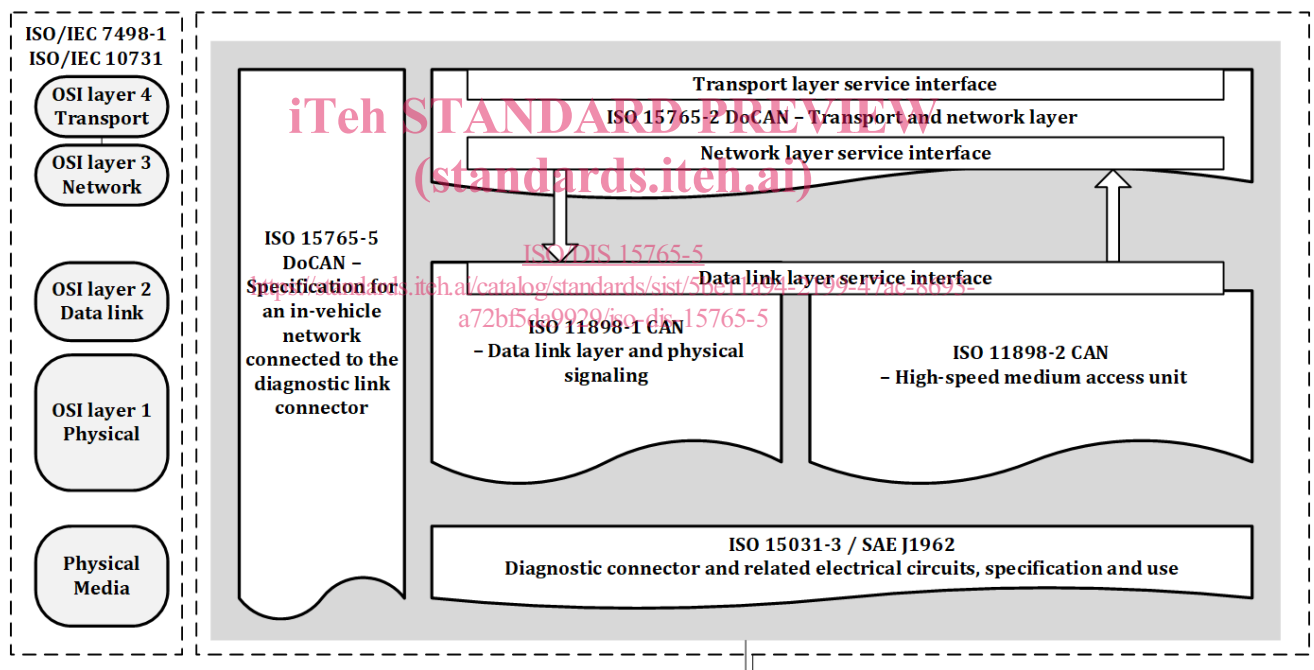 ISO/IEC 7498-1
ISO/IEC 10731
OSI layer 4
Transport
OSI layer 3
Network
OSI layer 2
Data link
OSI layer 1
Physical
Physical
Media
ISO 15765-5
DoCAN –
Specification for
an in-vehicle
network
connected to the
diagnostic link
connector
Transport layer service interface
ISO 15765-2 DoCAN – Transport and network layer
Network layer service interface
Data link layer service interface
ISO 11898-1 CAN
– Data link layer and physical
signaling
ISO 11898-2 CAN
– High-speed medium access unit
ISO 15031-3 / SAE J1962
Diagnostic connector and related electrical circuits, specification and use
iTeh STANDARD PREVIEW
(standards.iteh.ai)
ISO/DIS 15765-5
a72bf5da9929/iso-dis-15765-5